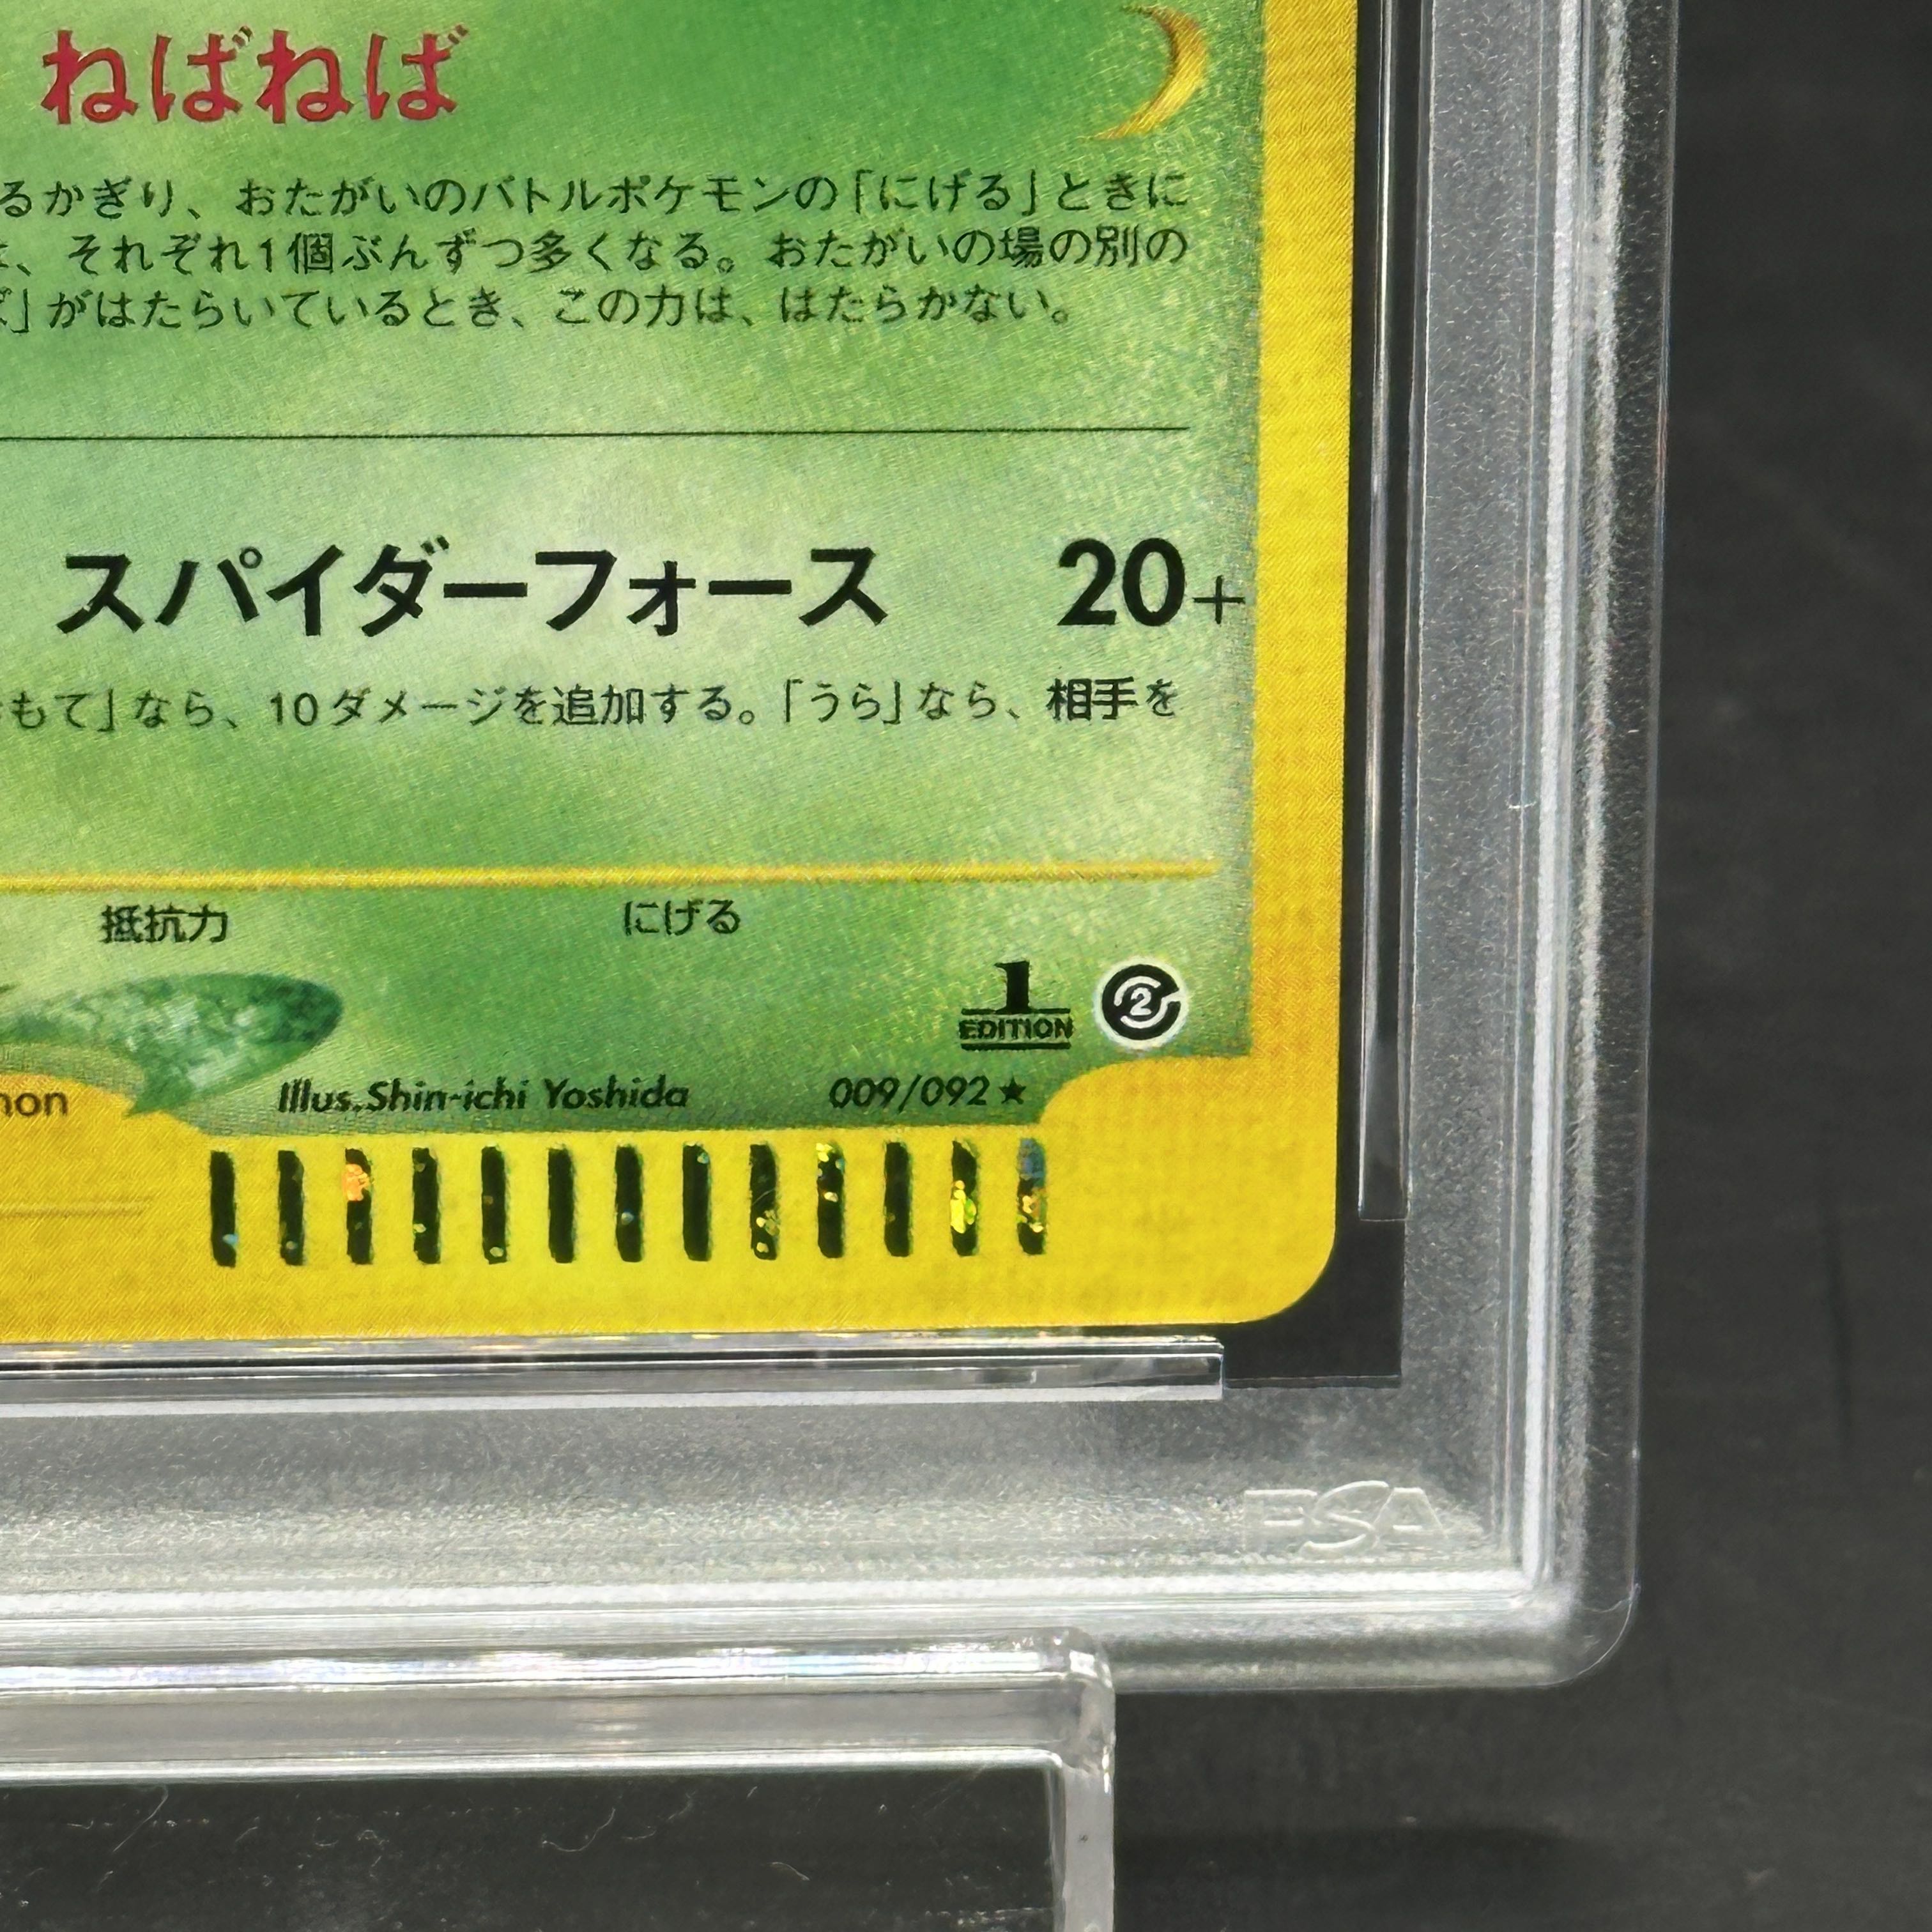 ねばねば
るかぎり、おたがいのバトルポケモンの「にげる」ときに
、それぞれ1個ぶんずつ多くなる。おたがいの場の別の
」がはたらいているとき、この力は、はたらかない。
スパイダーフォース 20+
もて」なら、10ダメージを追加する。「うら」なら、相手を
抵抗力 にげる
1
EDITION
2
mon Illus.Shin-ichi Yoshida 009/092 ★
PSA